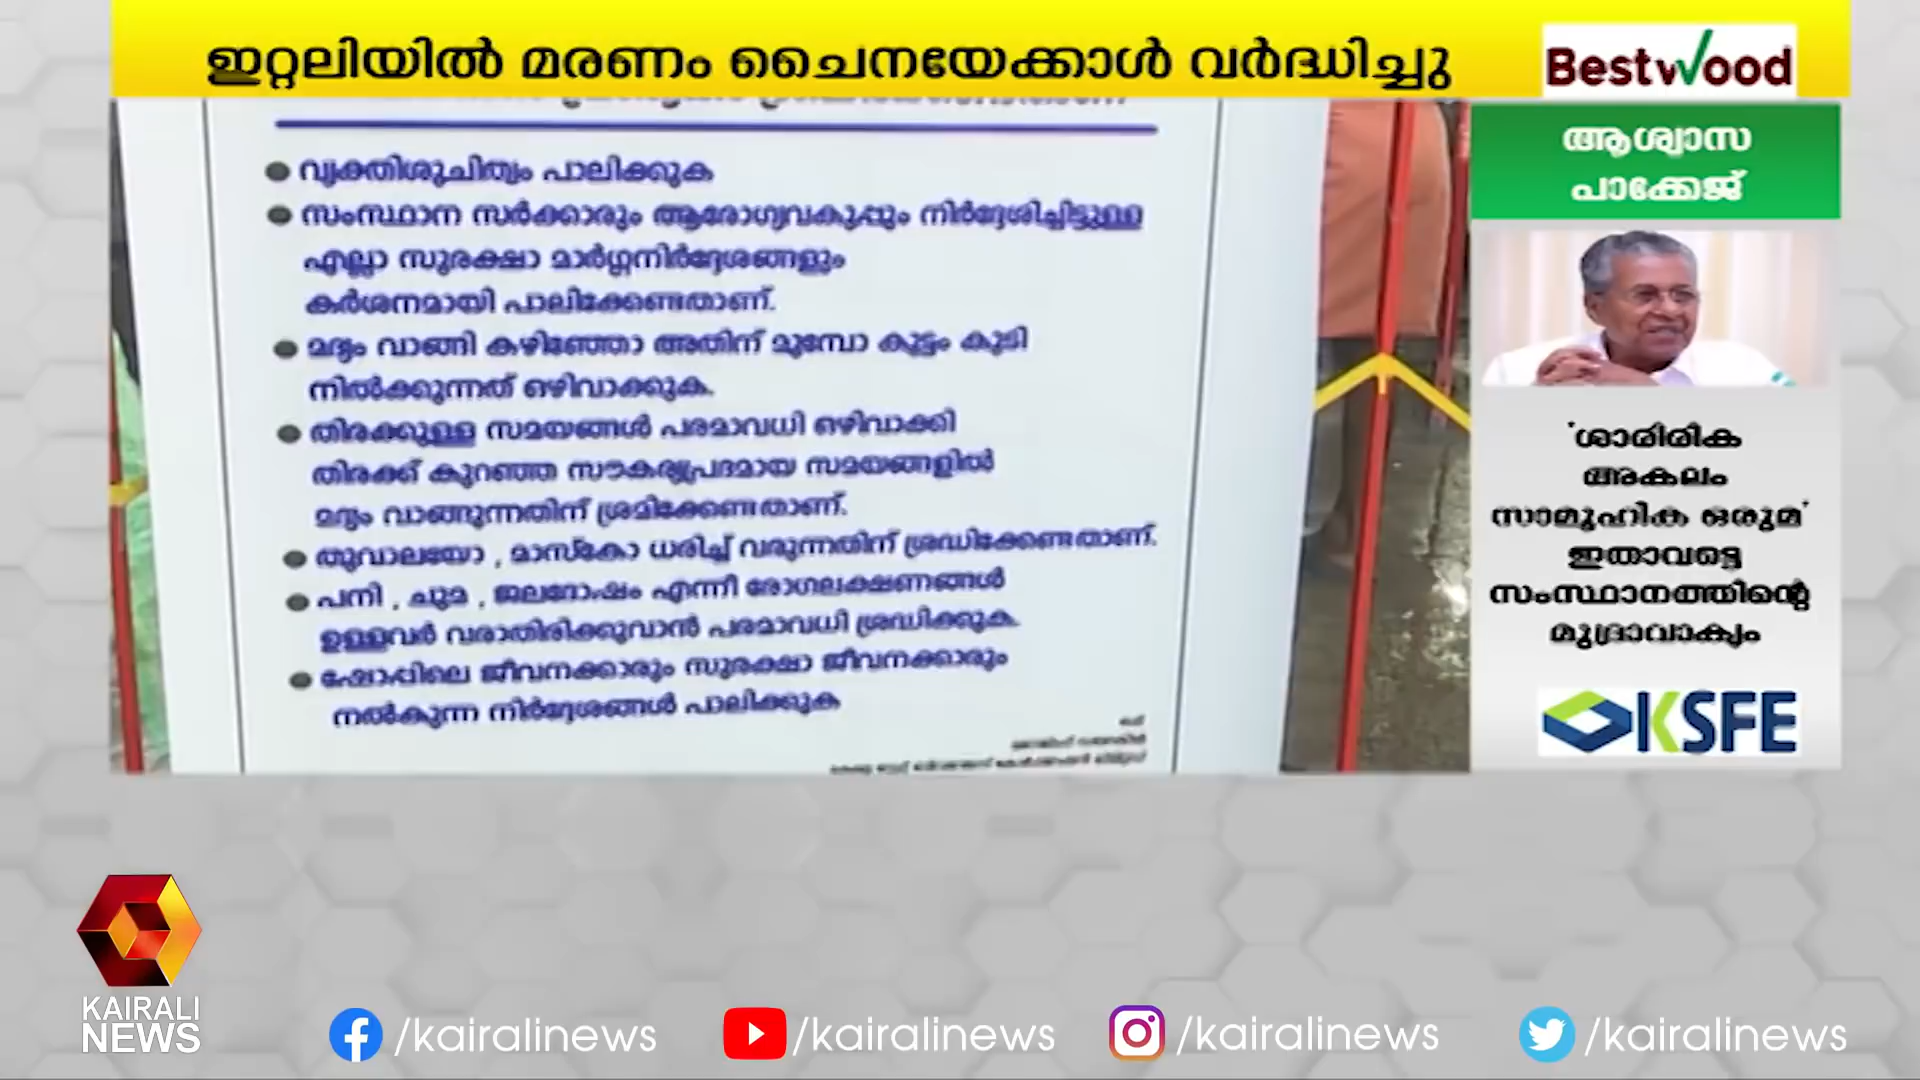 ഇറ്റലിയിൽ മരണം ചൈനയേക്കാൾ വർദ്ധിച്ചു
Bestwood
വ്യക്തിശുചിത്വം പാലിക്കുക
സംസ്ഥാന സർക്കാരും ആരോഗ്യവകുപ്പും നിർദ്ദേശിച്ചിട്ടുള്ള
എല്ലാ സുരക്ഷാ മാർഗ്ഗനിർദ്ദേശങ്ങളും
കർശനമായി പാലിക്കേണ്ടതാണ്.
മദ്യം വാങ്ങി കഴിഞ്ഞോ അതിന് മുമ്പോ കൂട്ടം കൂടി
നിൽക്കുന്നത് ഒഴിവാക്കുക.
തിരക്കുള്ള സമയങ്ങൾ പരമാവധി ഒഴിവാക്കി
തിരക്ക് കുറഞ്ഞ സൗകര്യപ്രദമായ സമയങ്ങളിൽ
മദ്യം വാങ്ങുന്നതിന് ശ്രമിക്കേണ്ടതാണ്.
തുവാലയോ , മാസ്കോ ധരിച്ച് വരുന്നതിന് ശ്രദ്ധിക്കേണ്ടതാണ്.
പനി , ചുമ , ജലദോഷം എന്നീ രോഗലക്ഷണങ്ങൾ
ഉള്ളവർ വരാതിരിക്കുവാൻ പരമാവധി ശ്രദ്ധിക്കുക.
ഷോപ്പിലെ ജീവനക്കാരും സുരക്ഷാ ജീവനക്കാരും
നൽകുന്ന നിർദ്ദേശങ്ങൾ പാലിക്കുക
ആശ്വാസ
പാക്കേജ്
'ശാരീരിക
അകലം
സാമൂഹിക ഒരുമ'
ഇതാവട്ടെ
സംസ്ഥാനത്തിന്റെ
മുദ്രാവാക്യം
KSFE
KAIRALI
NEWS
/kairalinews
/kairalinews
/kairalinews
/kairalinews